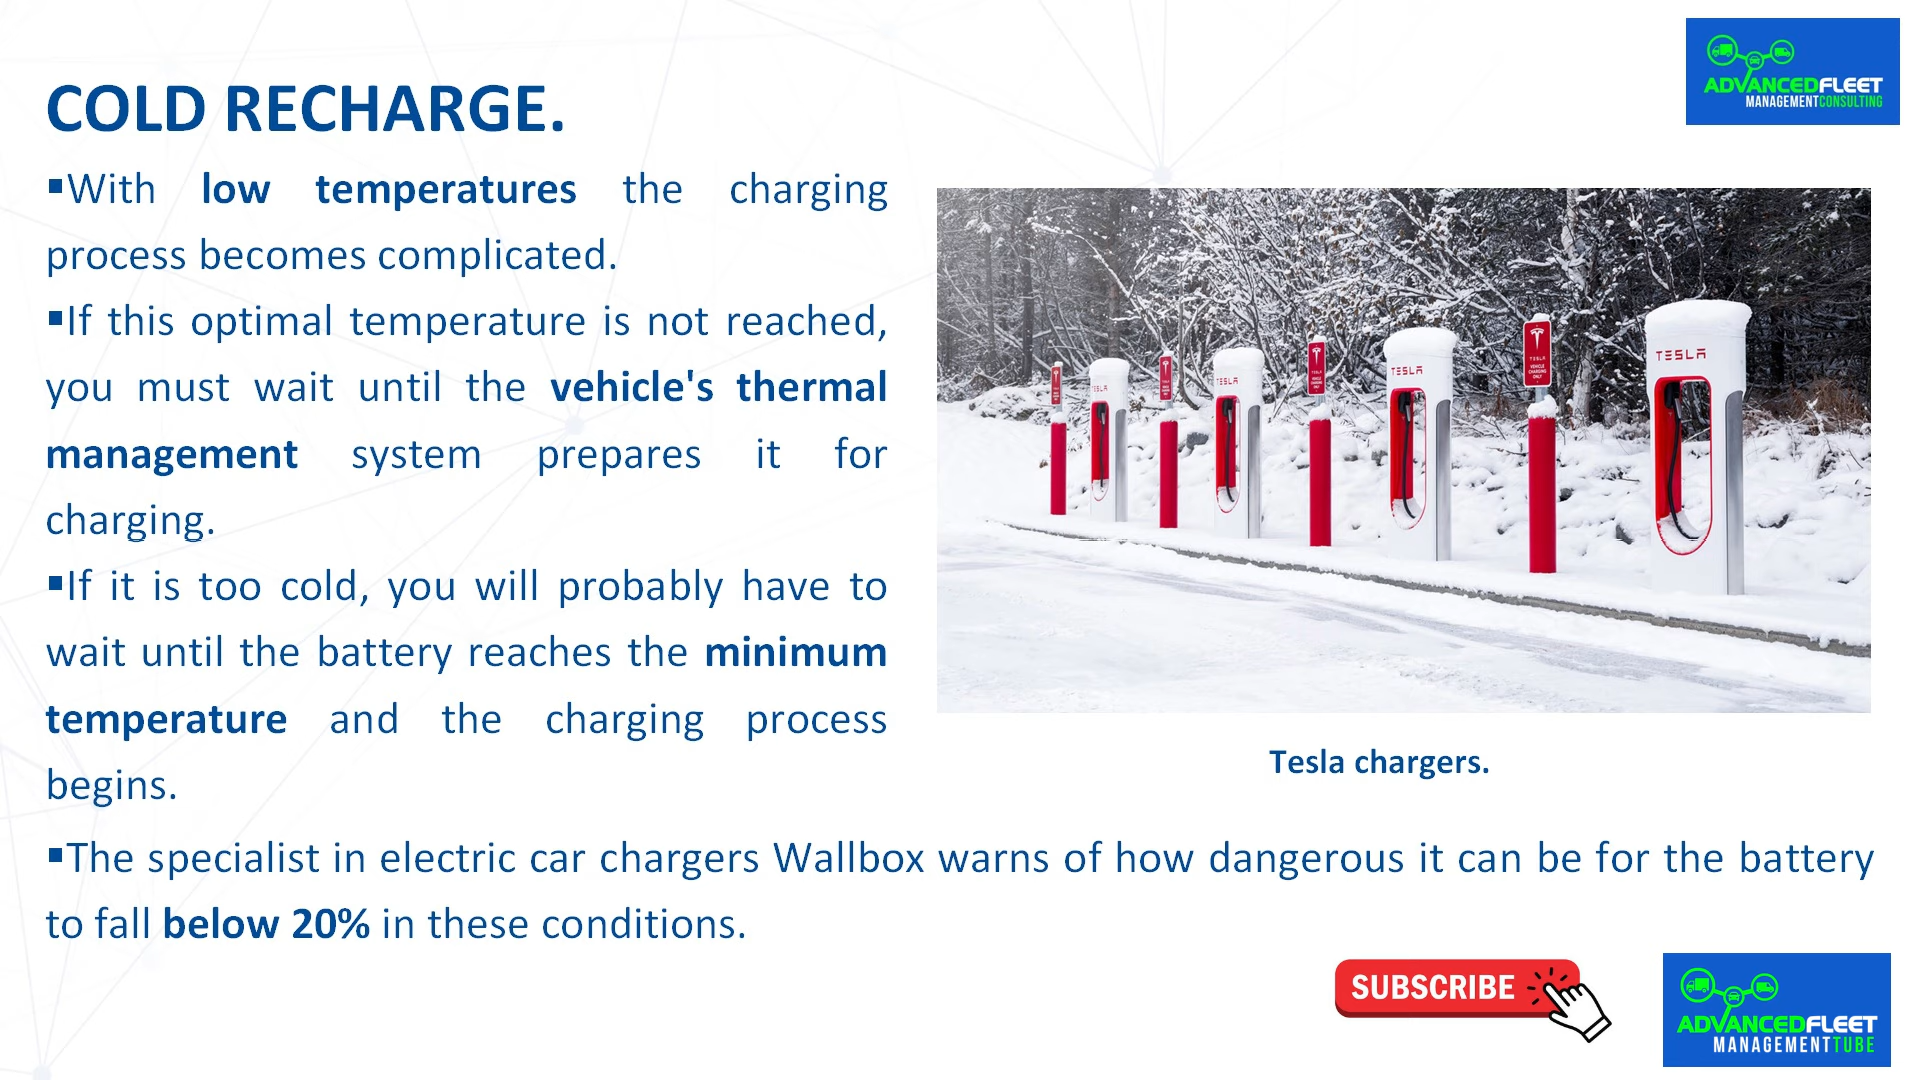 ADVANCEDFLEET
MANAGEMENTCONSULTING
COLD RECHARGE.
▪With low temperatures the charging
process becomes complicated.
▪If this optimal temperature is not reached,
you must wait until the vehicle's thermal
management system prepares it for
charging.
▪If it is too cold, you will probably have to
wait until the battery reaches the minimum
temperature and the charging process
begins.
TESLA
TESLA
TESLA
TESLA
TESLA
VEHICLE
CHARGING
ONLY
Tesla chargers.
▪The specialist in electric car chargers Wallbox warns of how dangerous it can be for the battery
to fall below 20% in these conditions.
SUBSCRIBE
ADVANCEDFLEET
MANAGEMENTTUBE